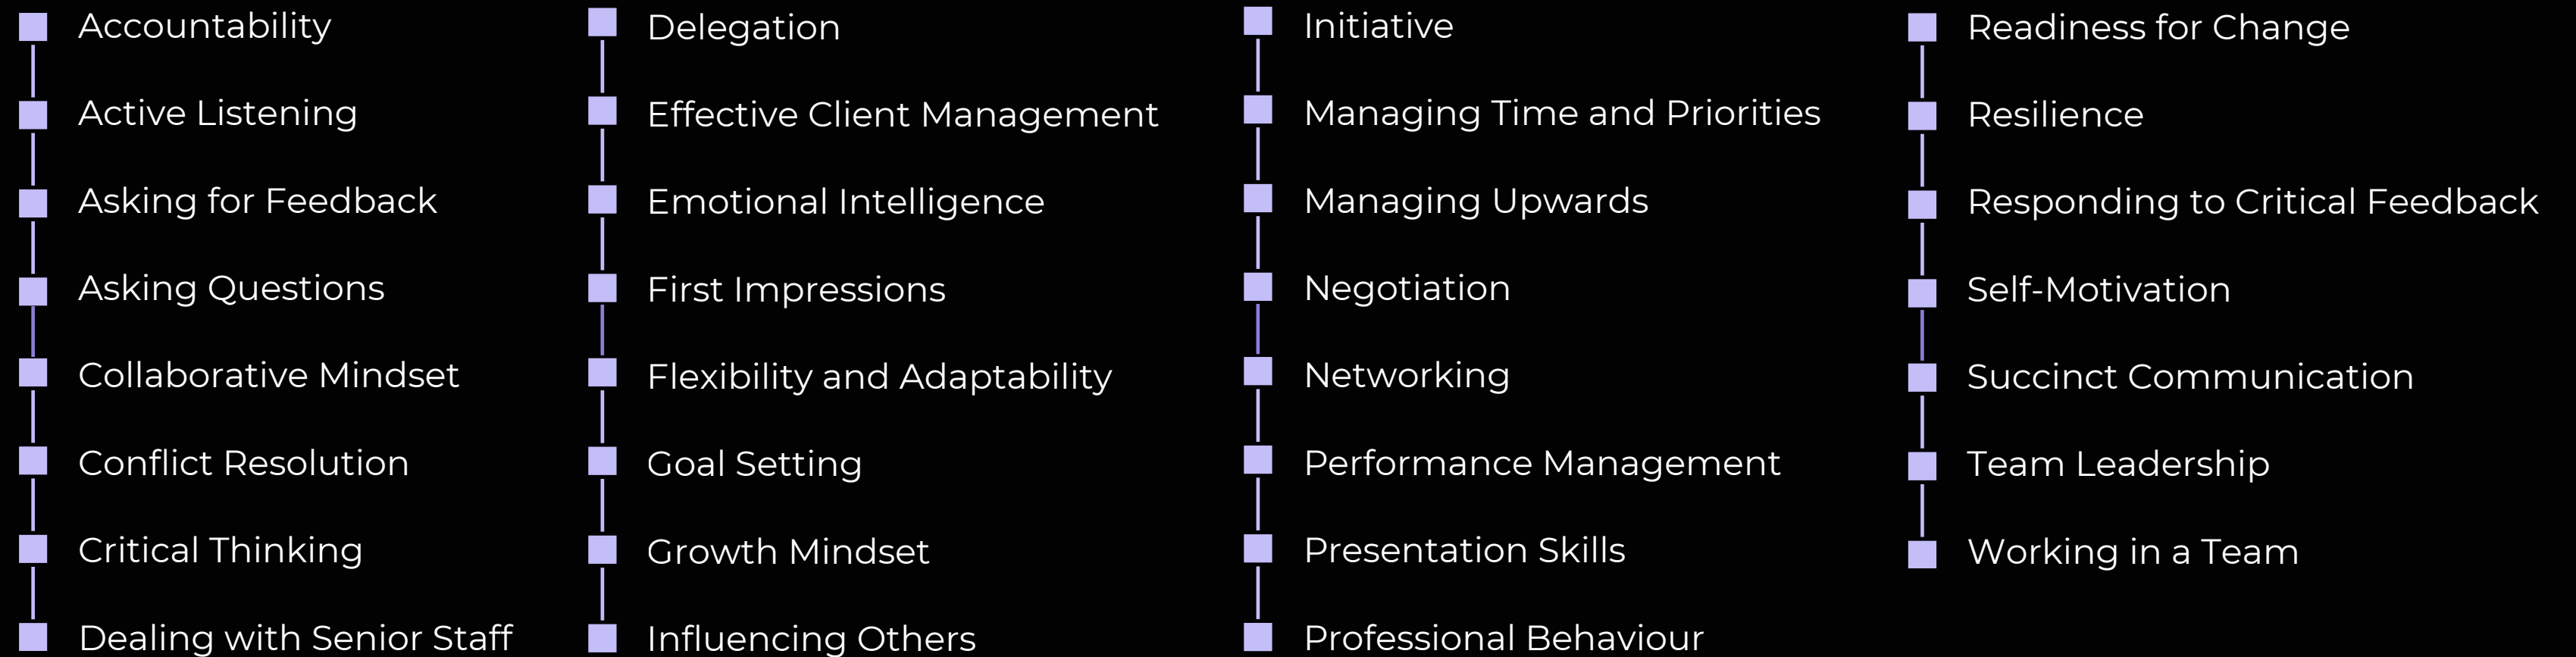 Accountability
Active Listening
Asking for Feedback
Asking Questions
Collaborative Mindset
Conflict Resolution
Critical Thinking
Dealing with Senior Staff
Delegation
Effective Client Management
Emotional Intelligence
First Impressions
Flexibility and Adaptability
Goal Setting
Growth Mindset
Influencing Others
Initiative
Managing Time and Priorities
Managing Upwards
Negotiation
Networking
Performance Management
Presentation Skills
Professional Behaviour
Readiness for Change
Resilience
Responding to Critical Feedback
Self-Motivation
Succinct Communication
Team Leadership
Working in a Team